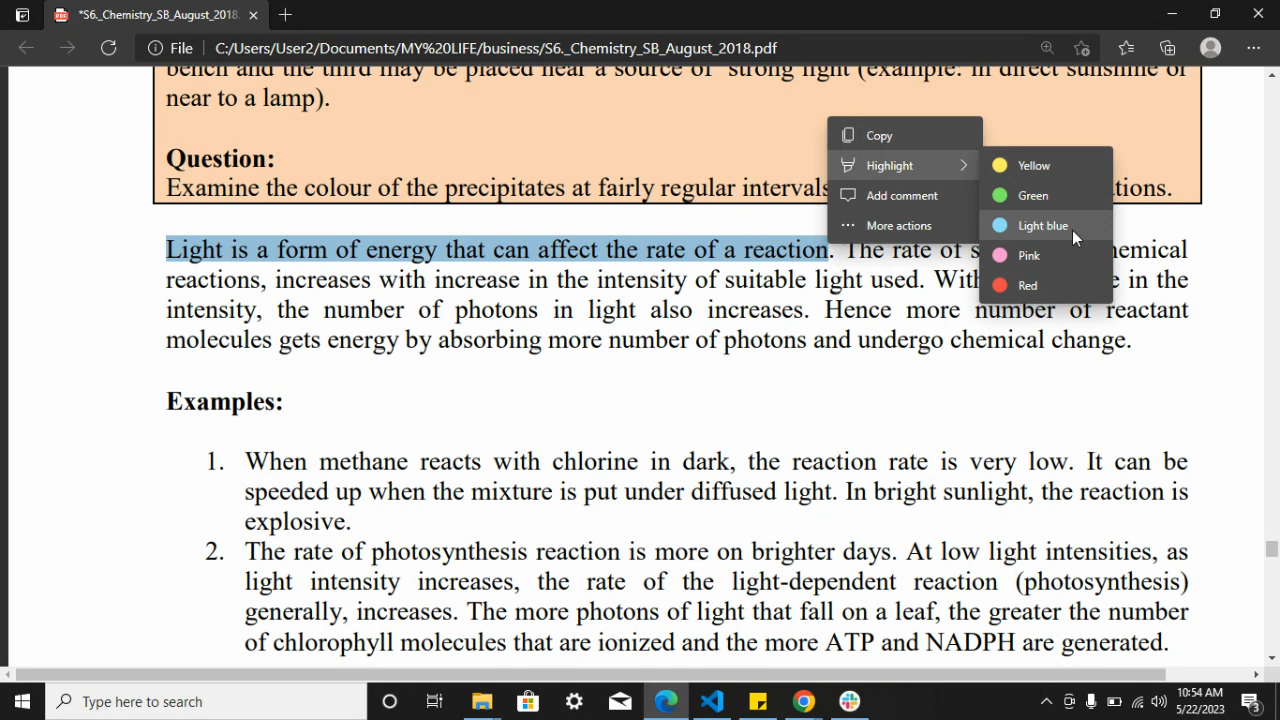 *S6._Chemistry_SB_August_2018.
File
C:/Users/User2/Documents/MY%20LIFE/business/S6._Chemistry_SB_August_2018.pdf
bench and the third may be placed near a source of strong light (example: in direct sunshine or
near to a lamp).
Question:
Examine the colour of the precipitates at fairly regular intervals tions.
Copy
Highlight
Add comment
More actions
Yellow
Green
Light blue
Pink
Red
Light is a form of energy that can affect the rate of a reaction. The rate of s hemical
reactions, increases with increase in the intensity of suitable light used. With e in the
intensity, the number of photons in light also increases. Hence more number of reactant
molecules gets energy by absorbing more number of photons and undergo chemical change.
Examples:
1. When methane reacts with chlorine in dark, the reaction rate is very low. It can be
speeded up when the mixture is put under diffused light. In bright sunlight, the reaction is
explosive.
2. The rate of photosynthesis reaction is more on brighter days. At low light intensities, as
light intensity increases, the rate of the light-dependent reaction (photosynthesis)
generally, increases. The more photons of light that fall on a leaf, the greater the number
of chlorophyll molecules that are ionized and the more ATP and NADPH are generated.
Type here to search
10:54 AM
5/22/2023
3